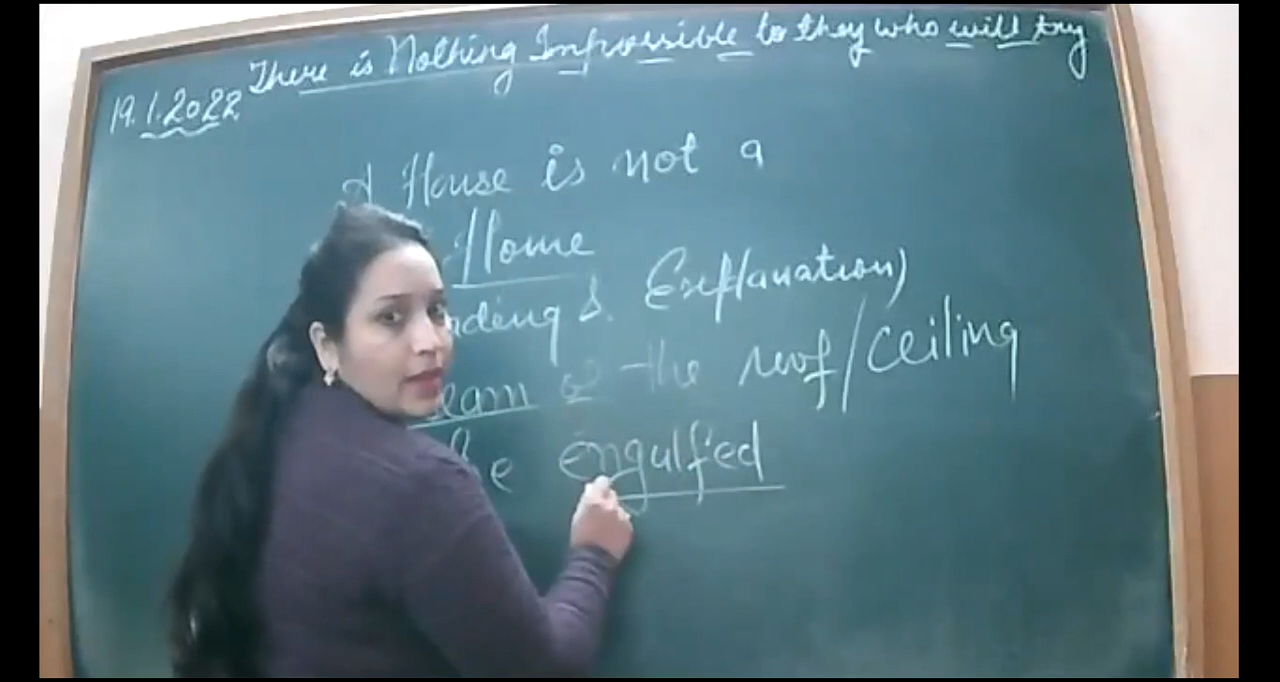 There is Nothing Impossible to they who will try
19.1.2022
A House is not a
Home
& Explanation)
the roof/ceiling
engulfed